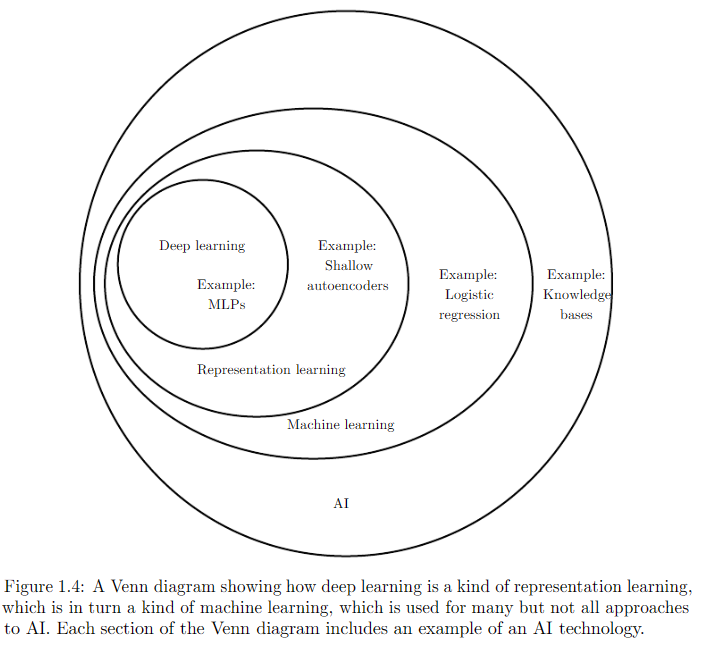 Deep learning
Example:
MLPs
Example:
Shallow
autoencoders
Example:
Logistic
regression
Example:
Knowledge
bases
Representation learning
Machine learning
AI
Figure 1.4: A Venn diagram showing how deep learning is a kind of representation learning,
which is in turn a kind of machine learning, which is used for many but not all approaches
to AI. Each section of the Venn diagram includes an example of an AI technology.